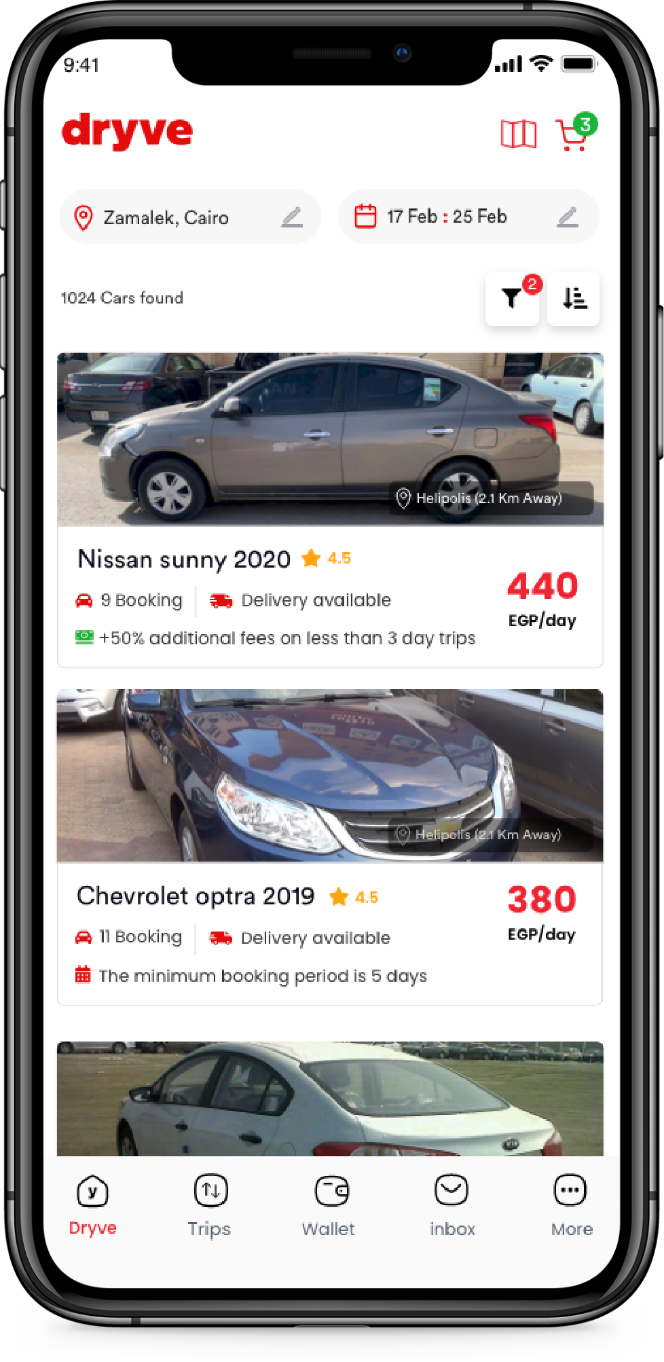 9:41
dryve
3
Zamalek, Cairo
17 Feb : 25 Feb
1024 Cars found
2
Helipolis (2.1 Km Away)
Nissan sunny 2020
4.5
9 Booking
Delivery available
+50% additional fees on less than 3 day trips
440
EGP/day
Helipolis (2.1 Km Away)
Chevrolet optra 2019
4.5
11 Booking
Delivery available
The minimum booking period is 5 days
380
EGP/day
KIA
y
Dryve
Trips
Wallet
inbox
More